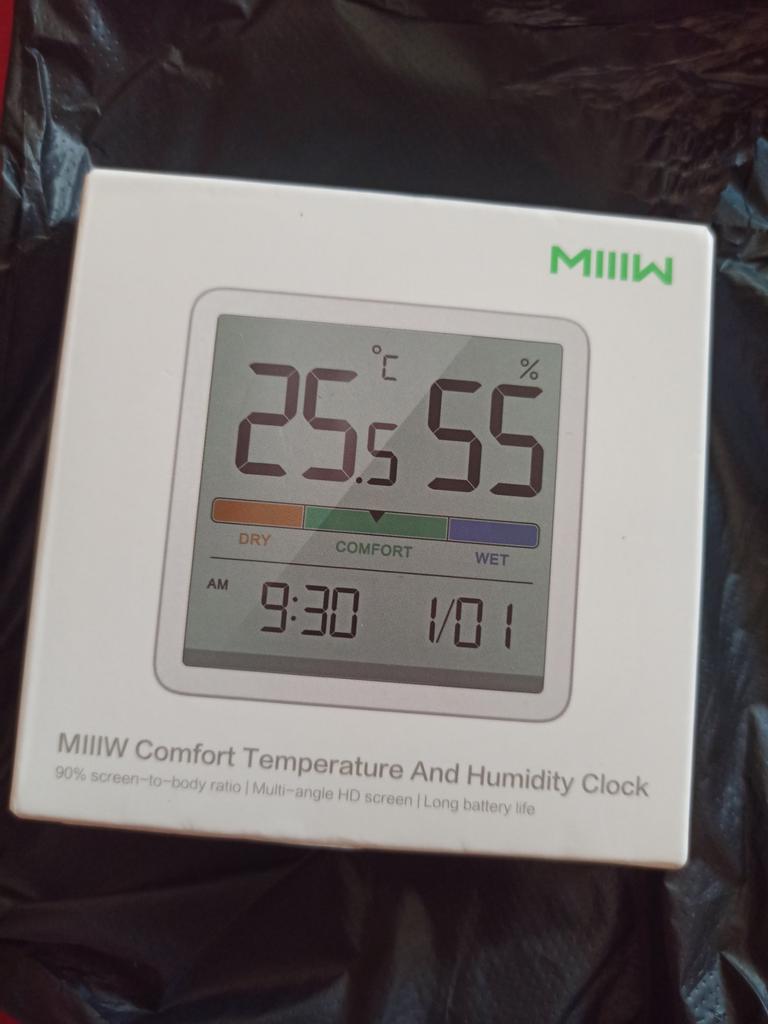 MIIIW
°C %
25.5 55
DRY COMFORT WET
AM 9:30 1/01
MIIIW Comfort Temperature And Humidity Clock
90% screen-to-body ratio | Multi-angle HD screen | Long battery life